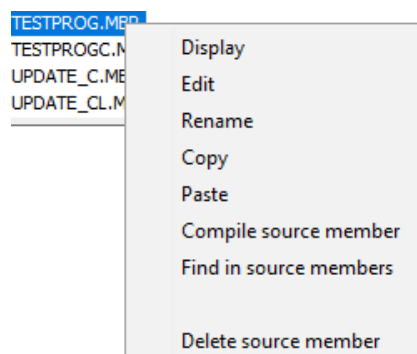 TESTPROG.MBR
TESTPROGC.M
UPDATE_C.MB
UPDATE_CL.M
Display
Edit
Rename
Copy
Paste
Compile source member
Find in source members
Delete source member